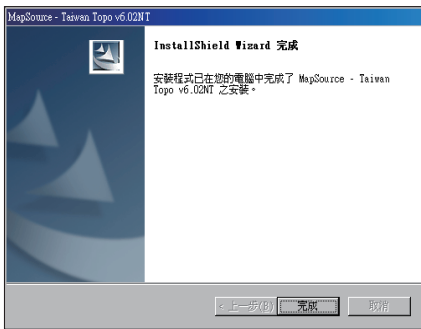 MapSource - Taiwan Topo v6.02NT
InstallShield Wizard 完成
安裝程式已在您的電腦中完成了 MapSource - Taiwan
Topo v6.02NT 之安裝。
< 上一步(B)
完成
取消